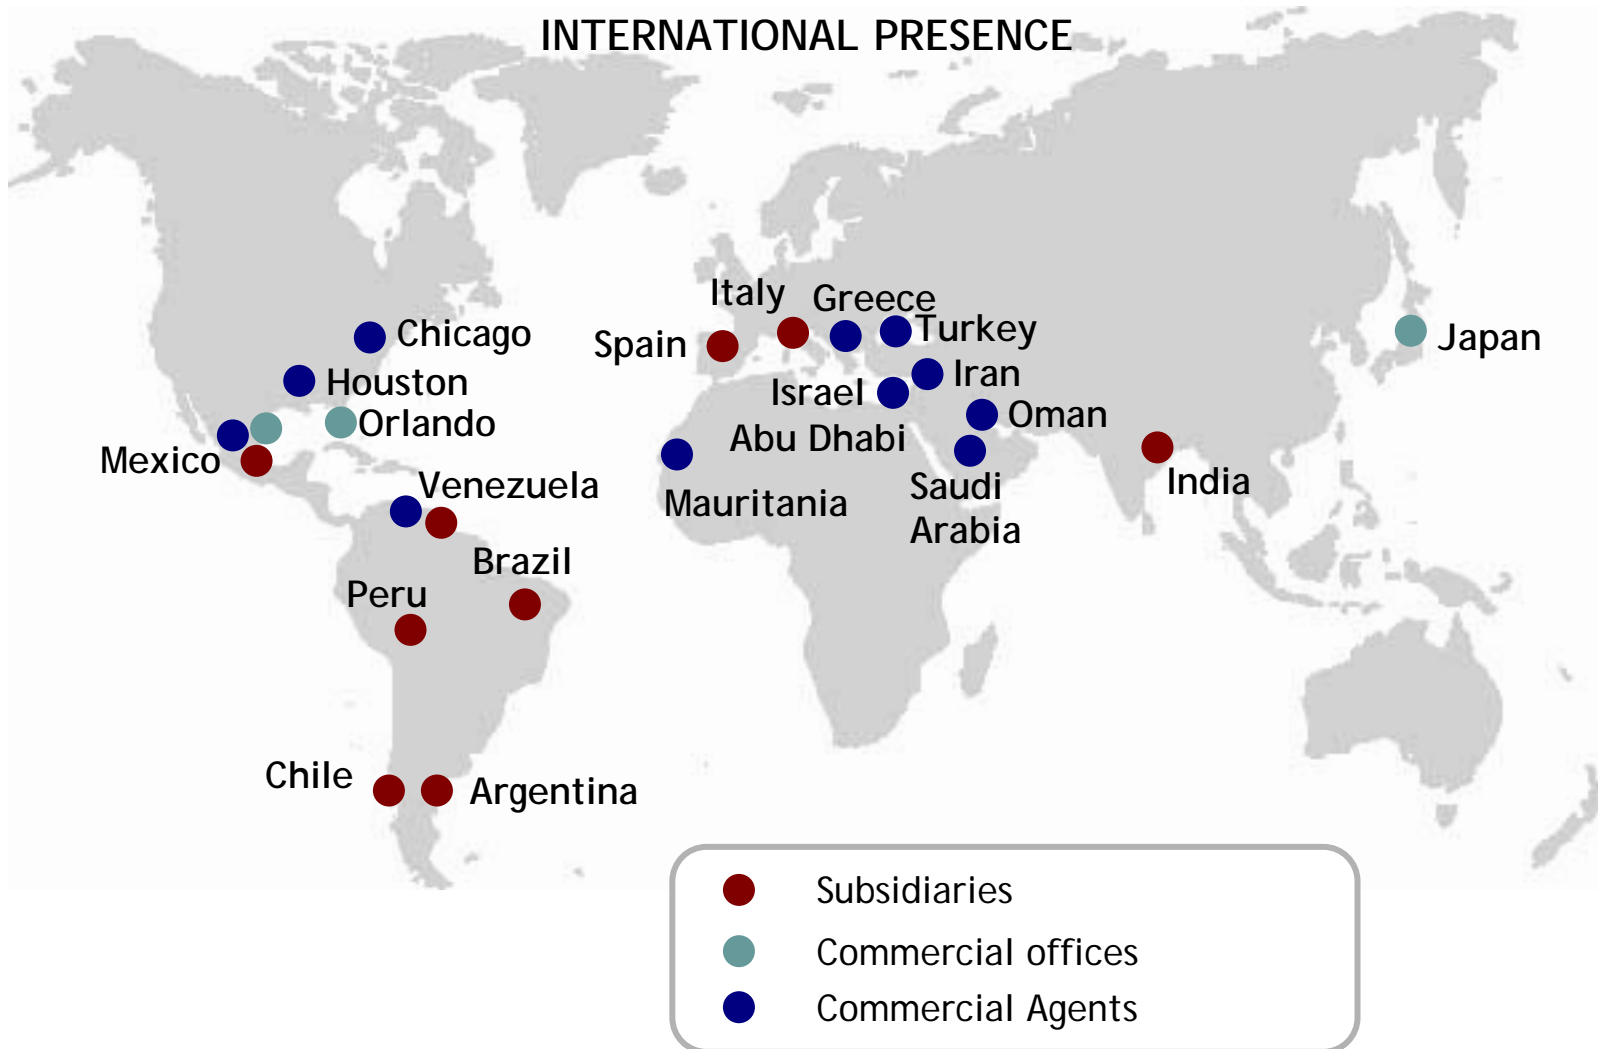 INTERNATIONAL PRESENCE
Italy
Greece
Chicago
Spain
Turkey
Japan
Houston
Israel
Iran
Orlando
Abu Dhabi
Oman
Mexico
Venezuela
Mauritania
Saudi
Arabia
India
Brazil
Peru
Chile
Argentina
Subsidiaries
Commercial offices
Commercial Agents